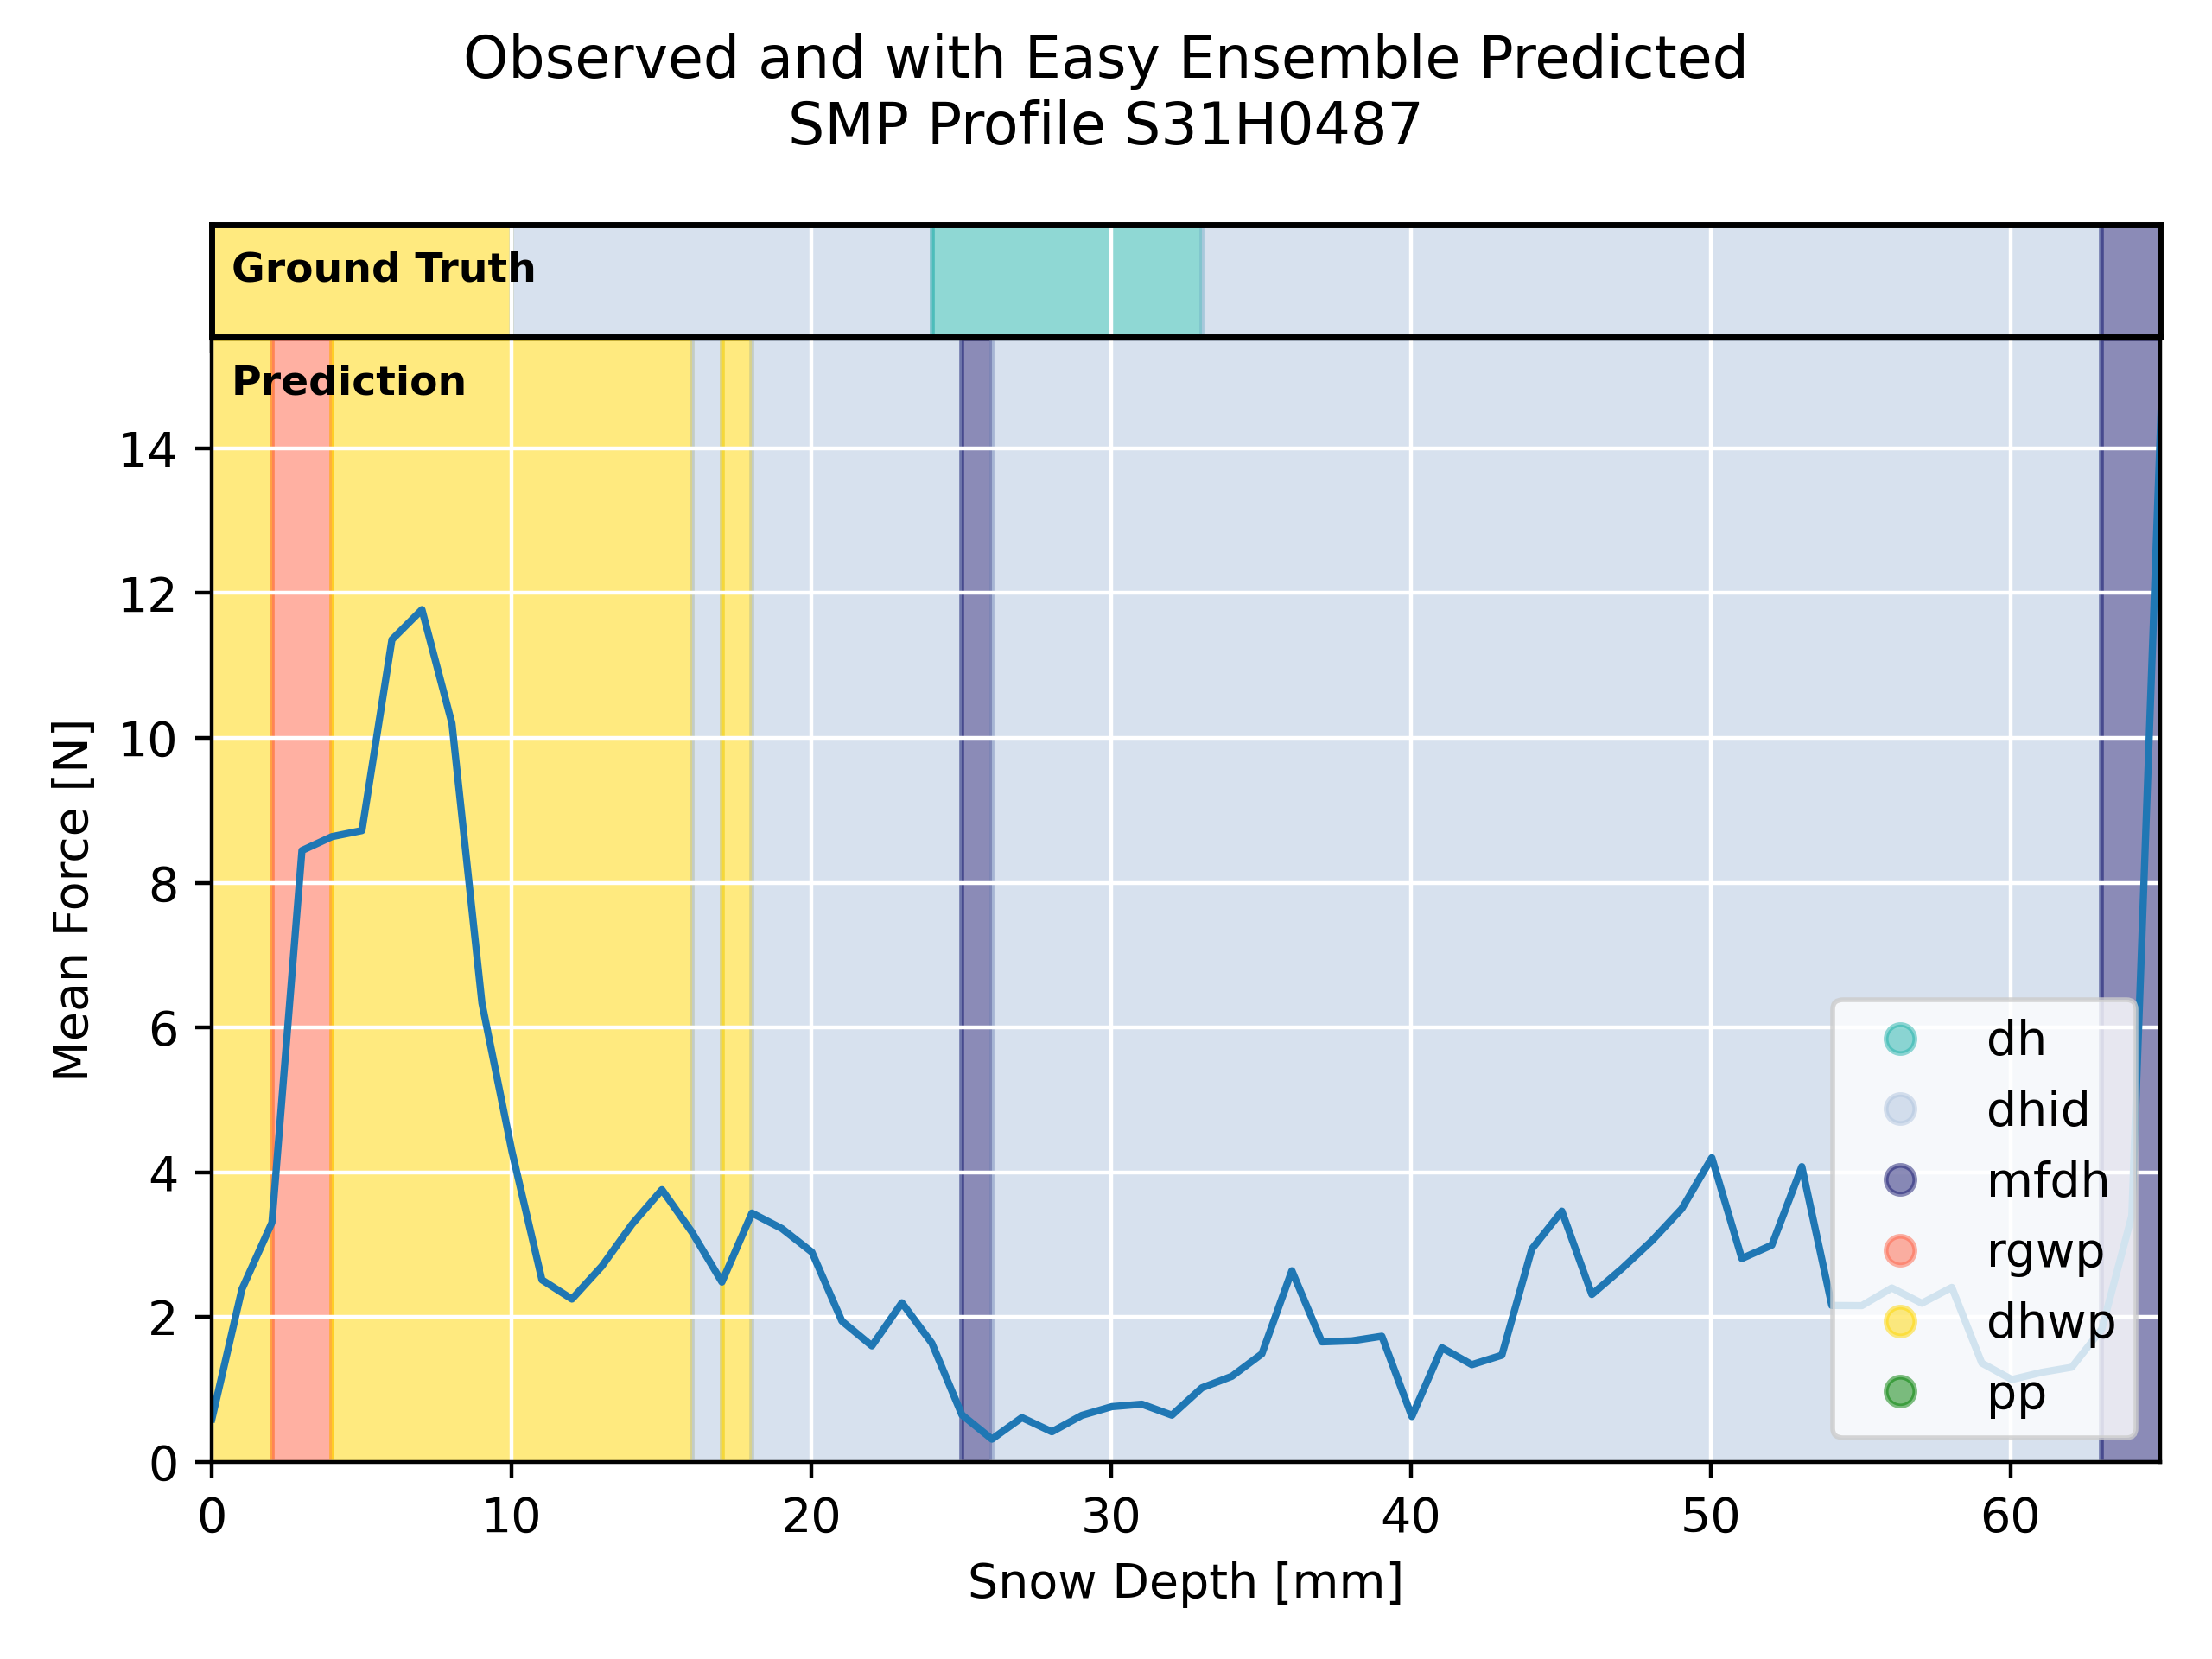 Observed and with Easy Ensemble Predicted
SMP Profile S31H0487
Ground Truth
Prediction
14
12
10
8
6
4
2
0
Mean Force [N]
dh
dhid
mfdh
rgwp
dhwp
pp
0 10 20 30 40 50 60
Snow Depth [mm]